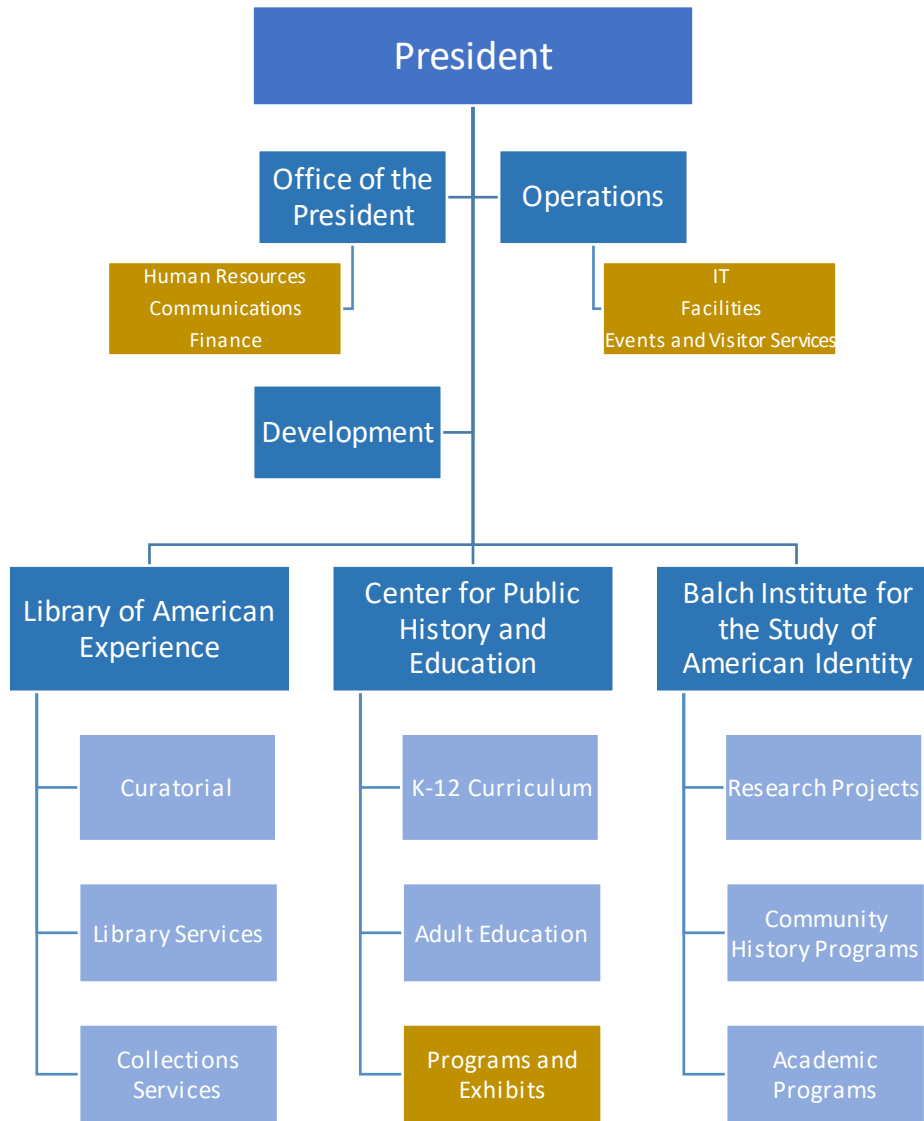 President
Office of the
President
Operations
Human Resources
Communications
Finance
IT
Facilities
Events and Visitor Services
Development
Library of American
Experience
Center for Public
History and
Education
Balch Institute for
the Study of
American Identity
Curatorial
K-12 Curriculum
Research Projects
Library Services
Adult Education
Community
History Programs
Collections
Services
Programs and
Exhibits
Academic
Programs